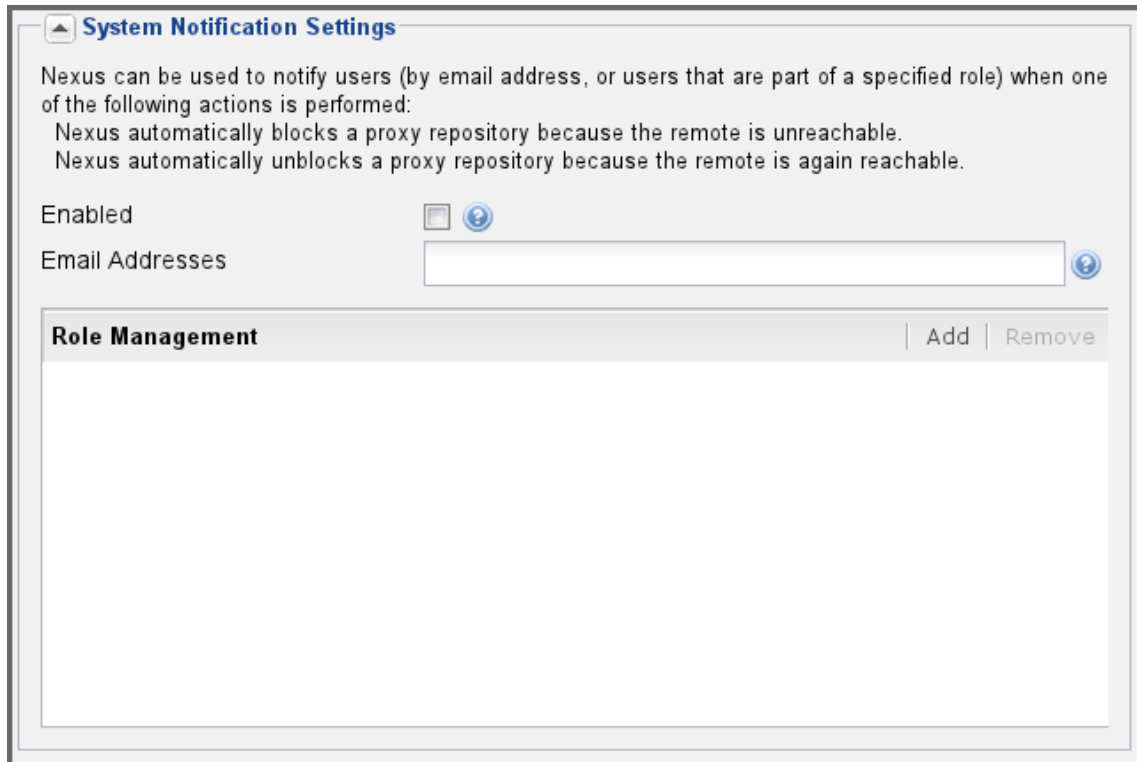 System Notification Settings
Nexus can be used to notify users (by email address, or users that are part of a specified role) when one
of the following actions is performed:
Nexus automatically blocks a proxy repository because the remote is unreachable.
Nexus automatically unblocks a proxy repository because the remote is again reachable.
Enabled
Email Addresses
Role Management Add Remove